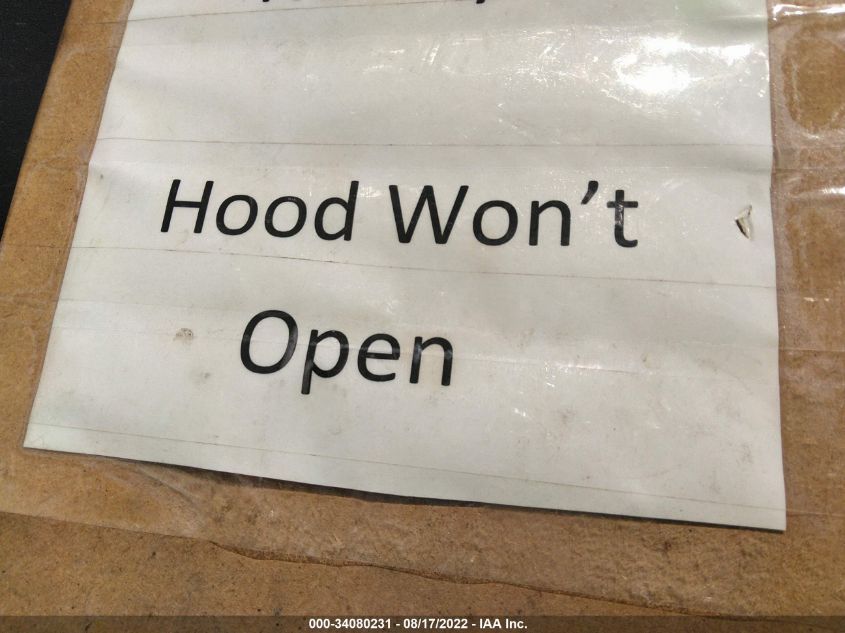 Hood Won’t
Open
000-34080231 - 08/17/2022 - IAA Inc.